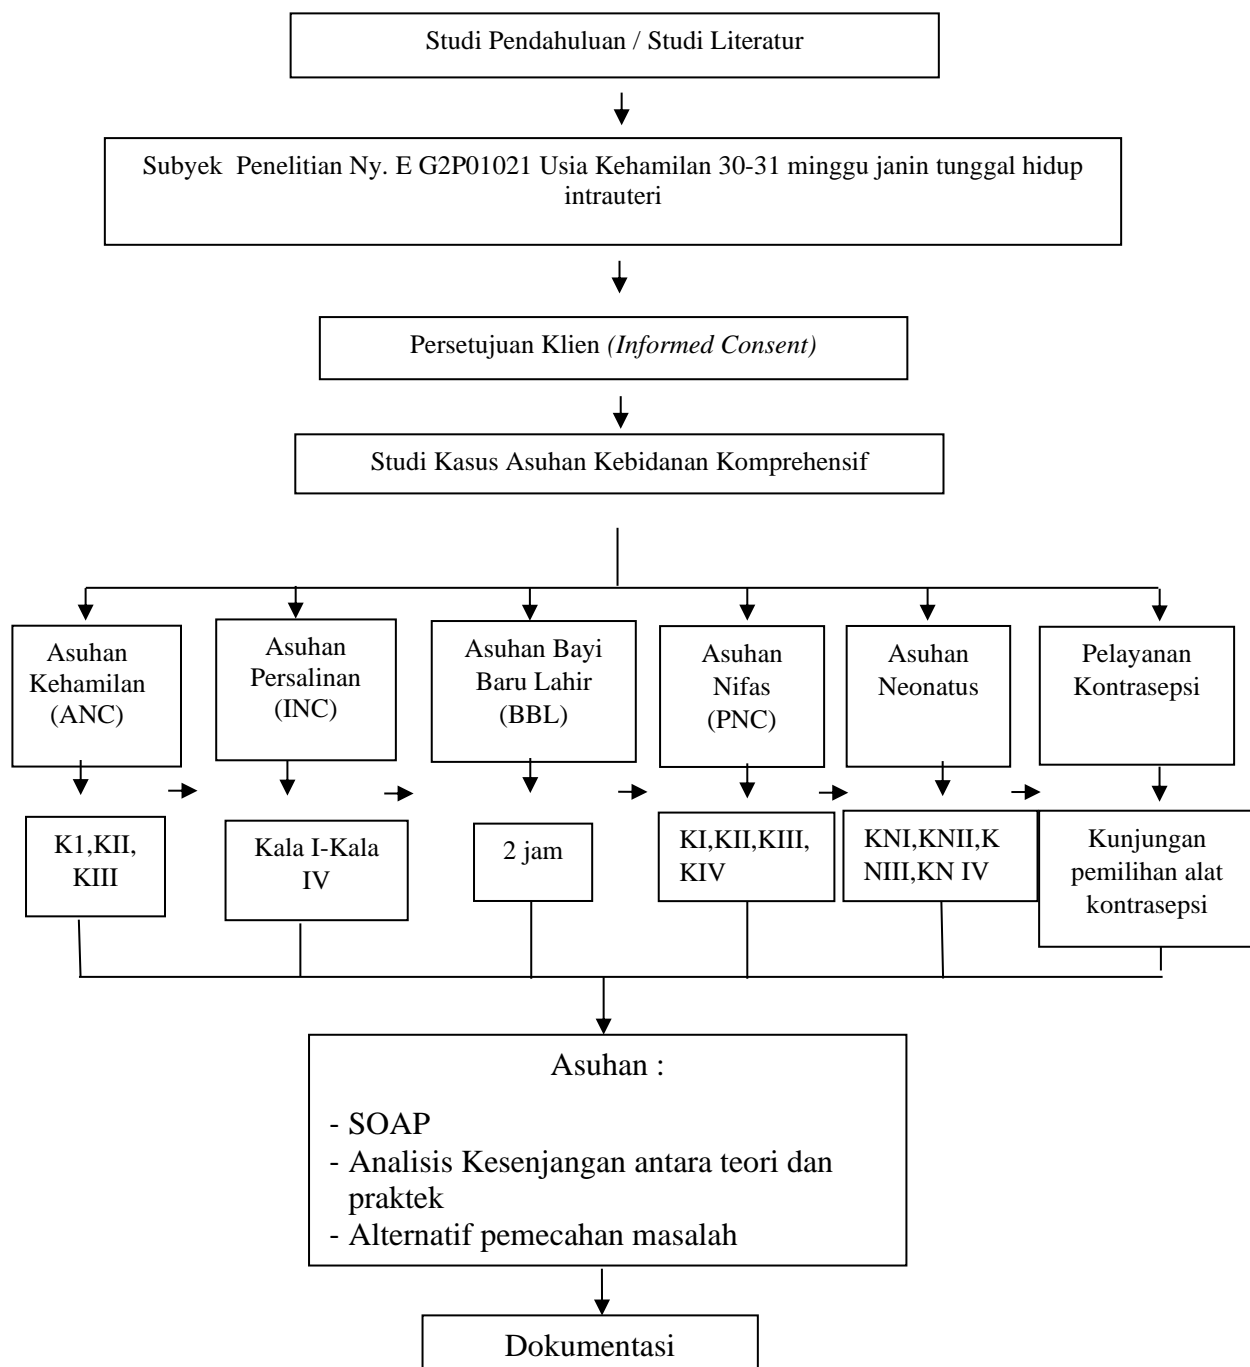 Studi Pendahuluan / Studi Literatur
Subyek Penelitian Ny. E G2P01021 Usia Kehamilan 30-31 minggu janin tunggal hidup
intrauteri
Persetujuan Klien (Informed Consent)
Studi Kasus Asuhan Kebidanan Komprehensif
Asuhan
Kehamilan
(ANC)
Asuhan
Persalinan
(INC)
Asuhan Bayi
Baru Lahir
(BBL)
Asuhan
Nifas
(PNC)
Asuhan
Neonatus
Pelayanan
Kontrasepsi
K1,KII,
KIII
Kala I-Kala
IV
2 jam
KI,KII,KIII,
KIV
KNI,KNII,K
NIII,KN IV
Kunjungan
pemilihan alat
kontrasepsi
Asuhan :
- SOAP
- Analisis Kesenjangan antara teori dan
praktek
- Alternatif pemecahan masalah
Dokumentasi